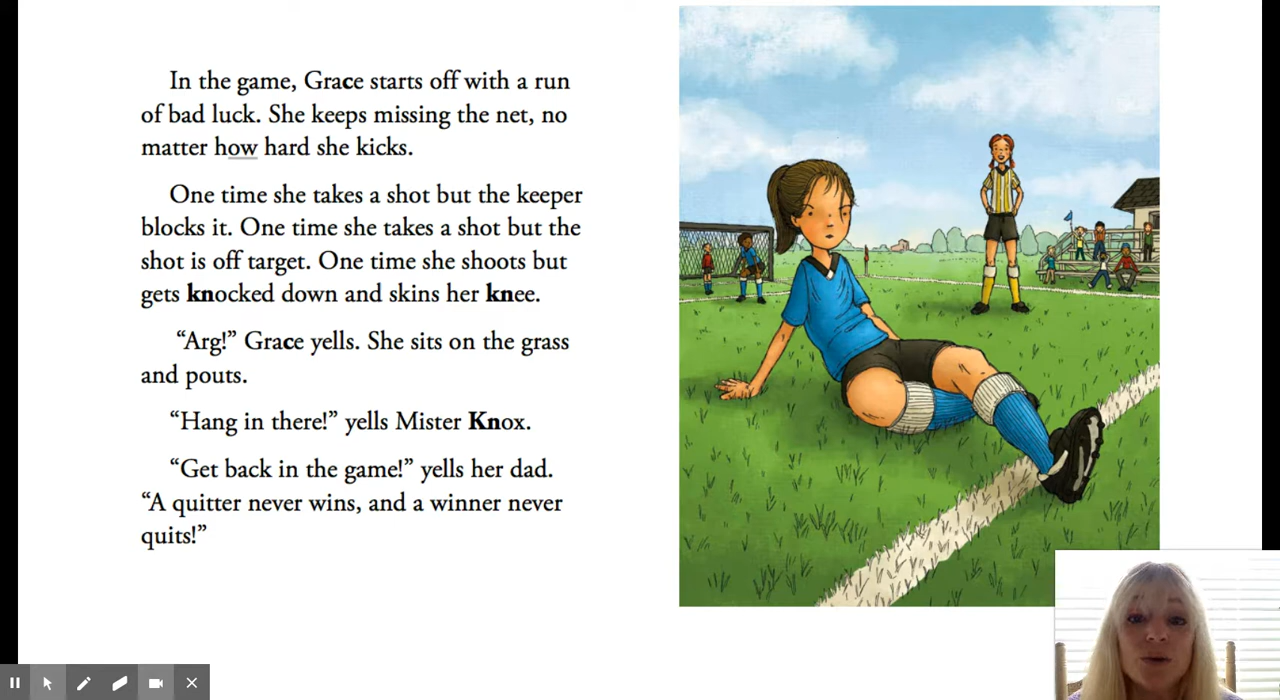 In the game, Grace starts off with a run
of bad luck. She keeps missing the net, no
matter how hard she kicks.
One time she takes a shot but the keeper
blocks it. One time she takes a shot but the
shot is off target. One time she shoots but
gets knocked down and skins her knee.
“Arg!” Grace yells. She sits on the grass
and pouts.
“Hang in there!” yells Mister Knox.
“Get back in the game!” yells her dad.
“A quitter never wins, and a winner never
quits!”